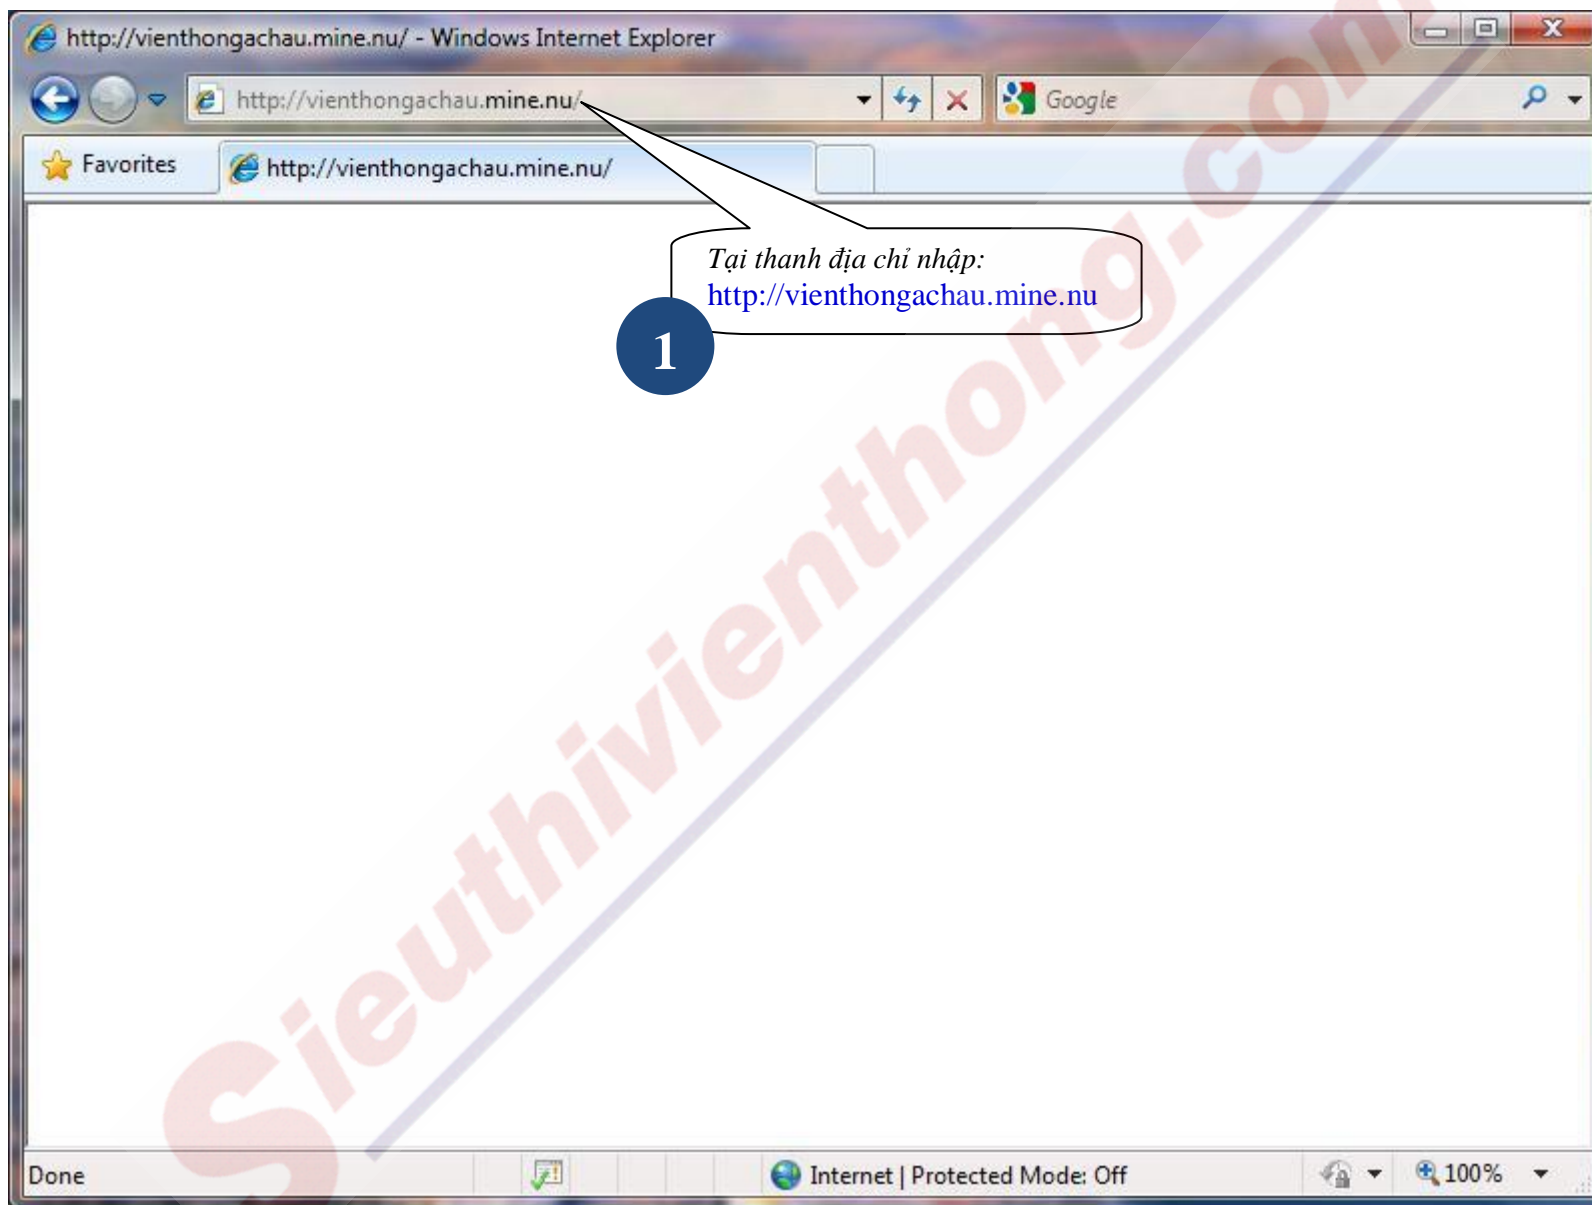 http://vienthongachau.mine.nu/ - Windows Internet Explorer
http://vienthongachau.mine.nu/
Google
Favorites
http://vienthongachau.mine.nu/
Tại thanh địa chỉ nhập:
http://vienthongachau.mine.nu
1
Sieuthivienthong.com
Done
Internet | Protected Mode: Off
100%